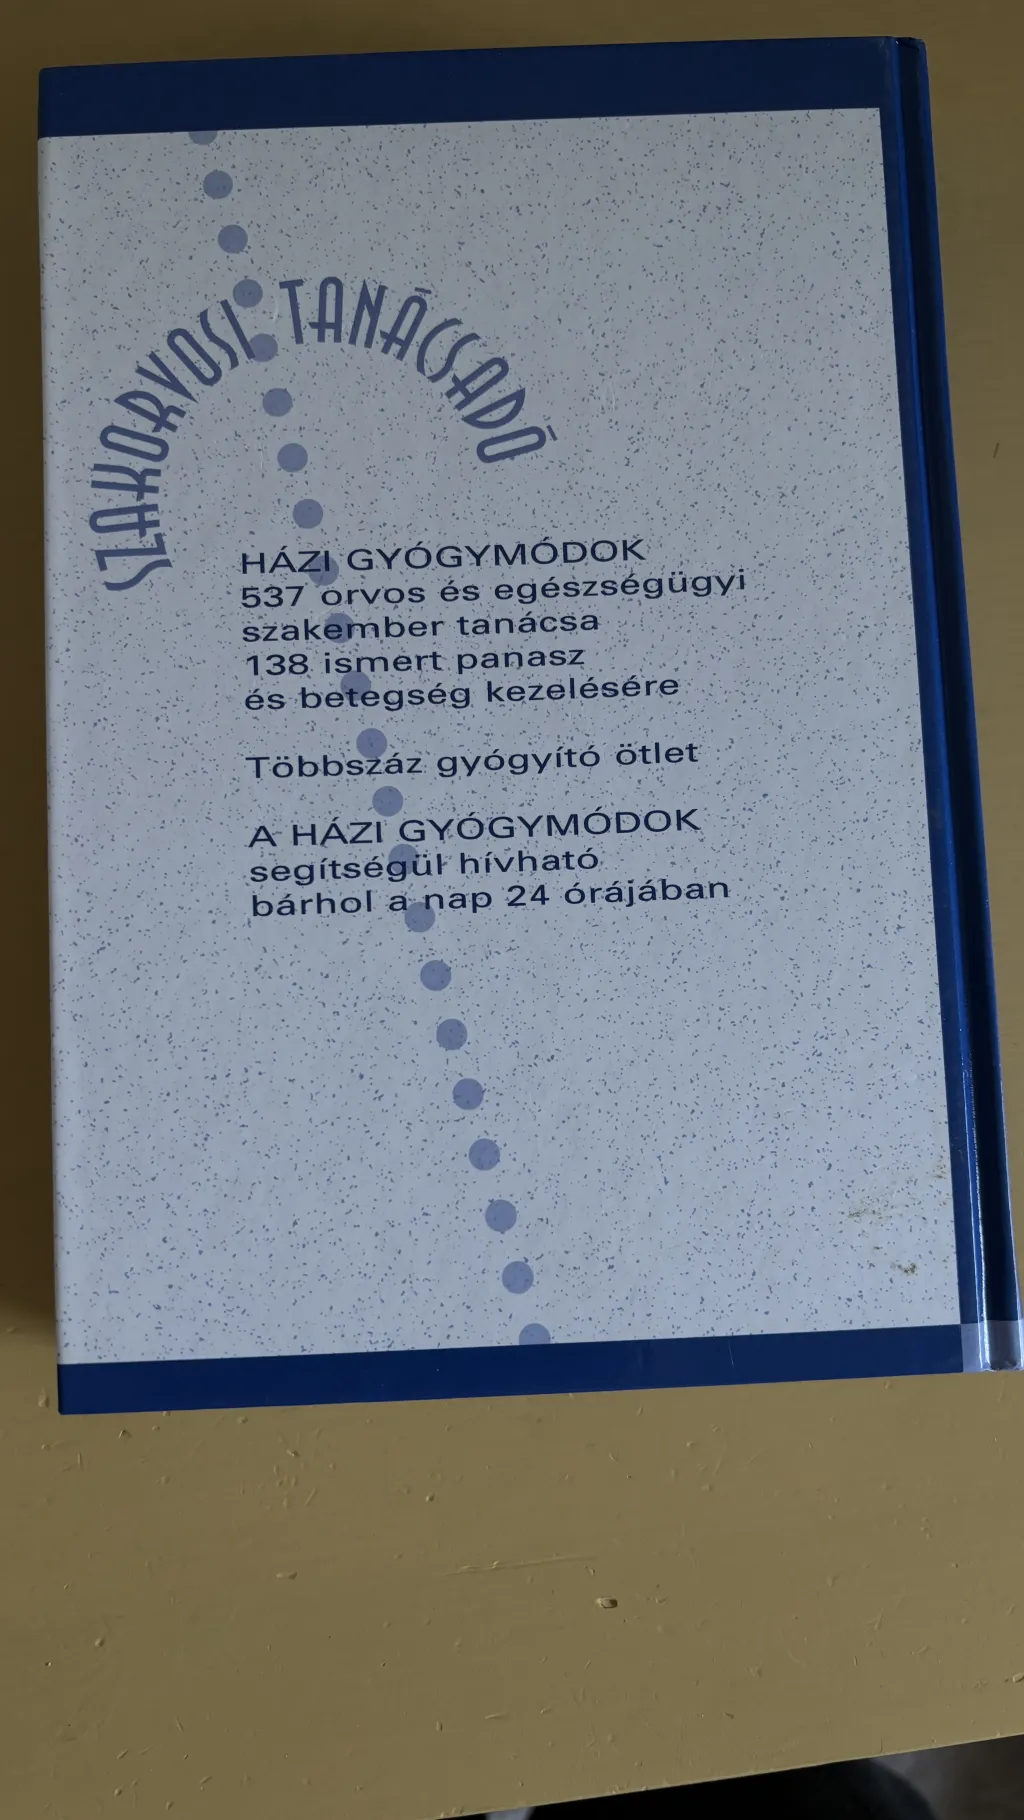 SZAKORVOSI TANÁCSADÓ
HÁZI GYÓGYMÓDOK
537 orvos és egészségügyi
szakember tanácsa
138 ismert panasz
és betegség kezelésére
Többszáz gyógyító ötlet
A HÁZI GYÓGYMÓDOK
segítségül hívható
bárhol a nap 24 órájában